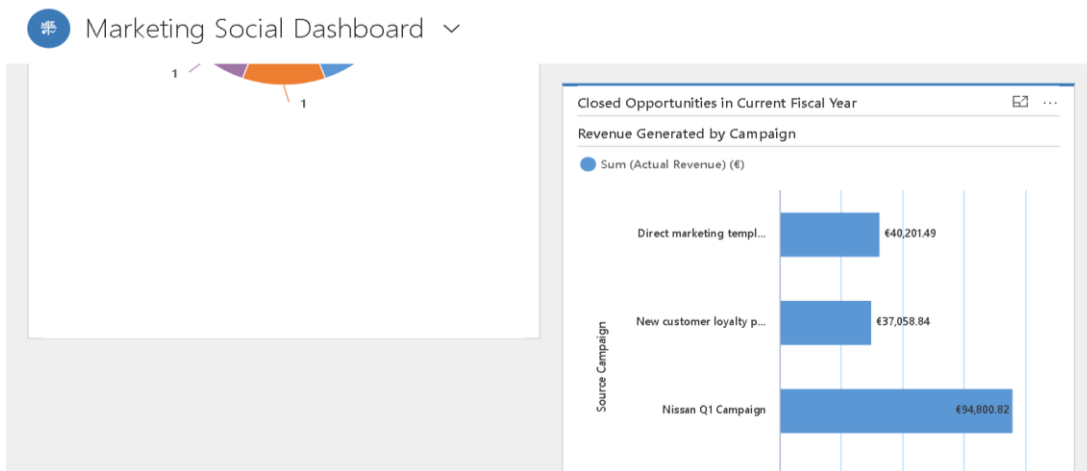 Marketing Social Dashboard
1
1
Closed Opportunities in Current Fiscal Year
...
Revenue Generated by Campaign
Sum (Actual Revenue) (€)
Source Campaign
Direct marketing templ...
€40,201.49
New customer loyalty p...
€37,058.84
Nissan Q1 Campaign
€94,800.82